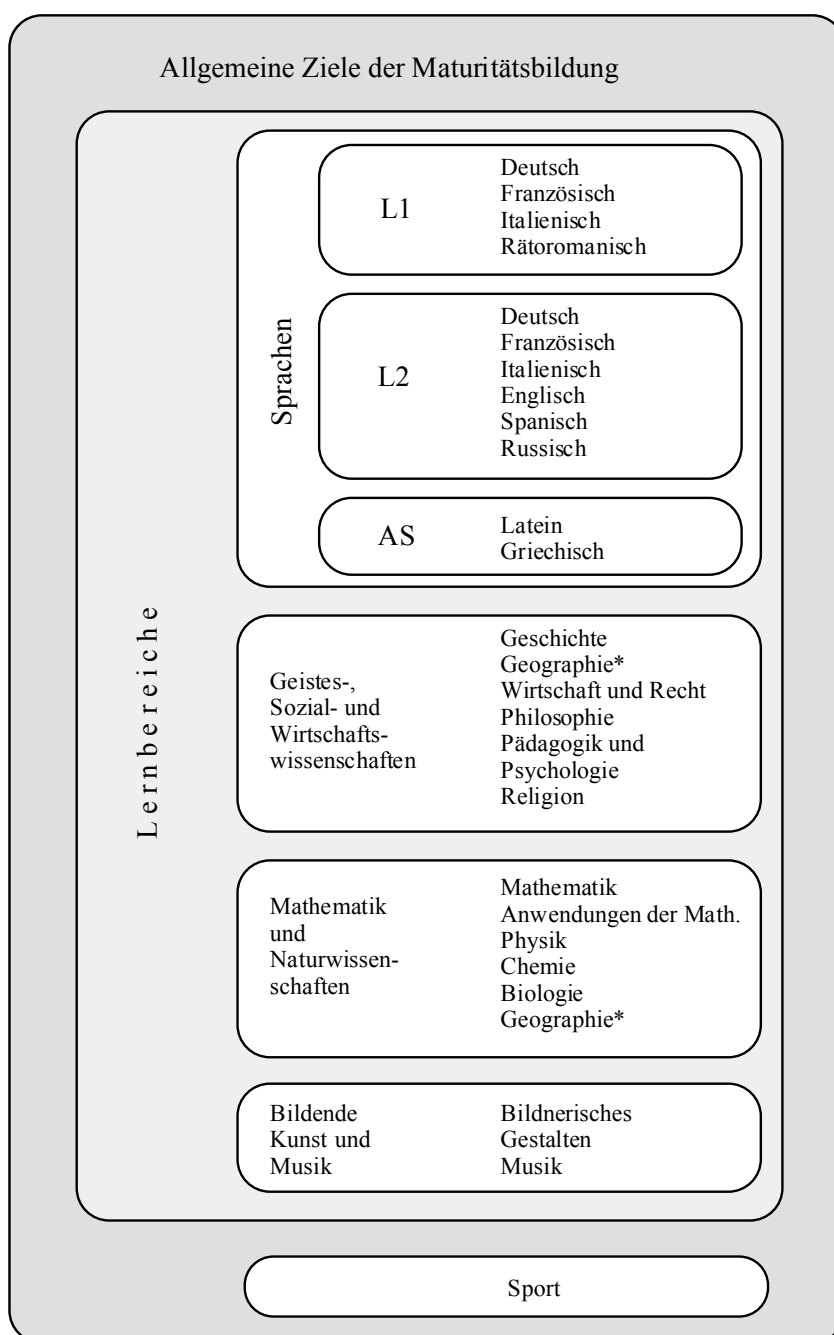 Allgemeine Ziele der Maturitätsbildung
Lernbereiche
Sprachen
L1
Deutsch
Französisch
Italienisch
Rätoromanisch
L2
Deutsch
Französisch
Italienisch
Englisch
Spanisch
Russisch
AS
Latein
Griechisch
Geistes-,
Sozial- und
Wirtschafts-
wissenschaften
Geschichte
Geographie*
Wirtschaft und Recht
Philosophie
Pädagogik und
Psychologie
Religion
Mathematik
und
Naturwissen-
schaften
Mathematik
Anwendungen der Math.
Physik
Chemie
Biologie
Geographie*
Bildende
Kunst und
Musik
Bildnerisches
Gestalten
Musik
Sport